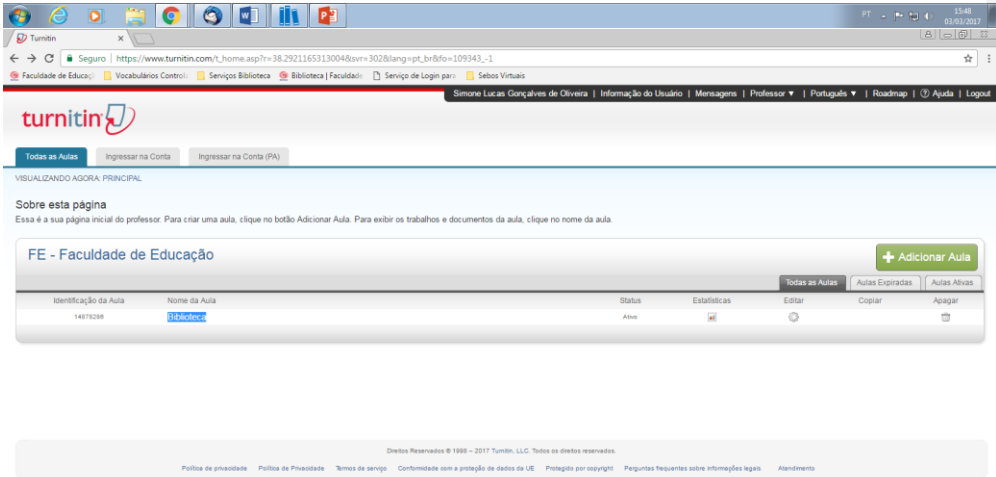 PT 15:48
03/03/2017
Turnitin
Seguro | https://www.turnitin.com/t_home.asp?r=38.2921165313004&svr=302&lang=pt_br&fo=109343_-1
Faculdade de Educaç Vocabulários Control Serviços Biblioteca Biblioteca | Faculdade Serviço de Login para Sebos Virtuais
Simone Lucas Gonçalves de Oliveira | Informação do Usuário | Mensagens | Professor ▼ | Português ▼ | Roadmap | ? Ajuda | Logout
turnitin
Todas as Aulas Ingressar na Conta Ingressar na Conta (PA)
VISUALIZANDO AGORA: PRINCIPAL
Sobre esta página
Essa é a sua página inicial do professor. Para criar uma aula, clique no botão Adicionar Aula. Para exibir os trabalhos e documentos da aula, clique no nome da aula.
FE - Faculdade de Educação
+ Adicionar Aula
Todas as Aulas Aulas Expiradas Aulas Ativas
Identificação da Aula Nome da Aula Status Estatísticas Editar Copiar Apagar
14878286 Biblioteca Ativo
Direitos Reservados © 1998 – 2017 Turnitin, LLC. Todos os direitos reservados.
Política de privacidade Política de Privacidade Termos de serviço Conformidade com a proteção de dados da UE Protegido por copyright Perguntas frequentes sobre informações legais Atendimento